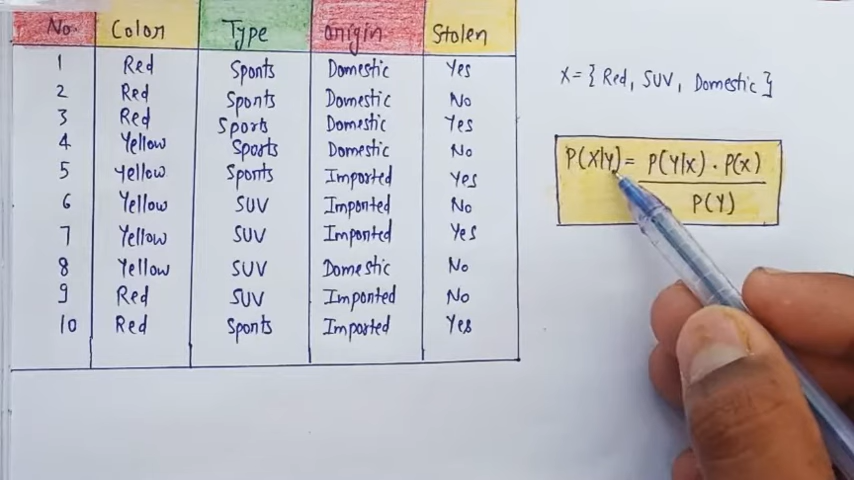 No. Color Type Origin Stolen
1 Red Sports Domestic Yes
2 Red Sports Domestic No
3 Red Sports Domestic Yes
4 Yellow Sports Domestic No
5 Yellow Sports Imported Yes
6 Yellow SUV Imported No
7 Yellow SUV Imported Yes
8 Yellow SUV Domestic No
9 Red SUV Imported No
10 Red Sports Imported Yes
X = { Red, SUV, Domestic }
P(X|Y) = P(Y|X) . P(X)
P(Y)